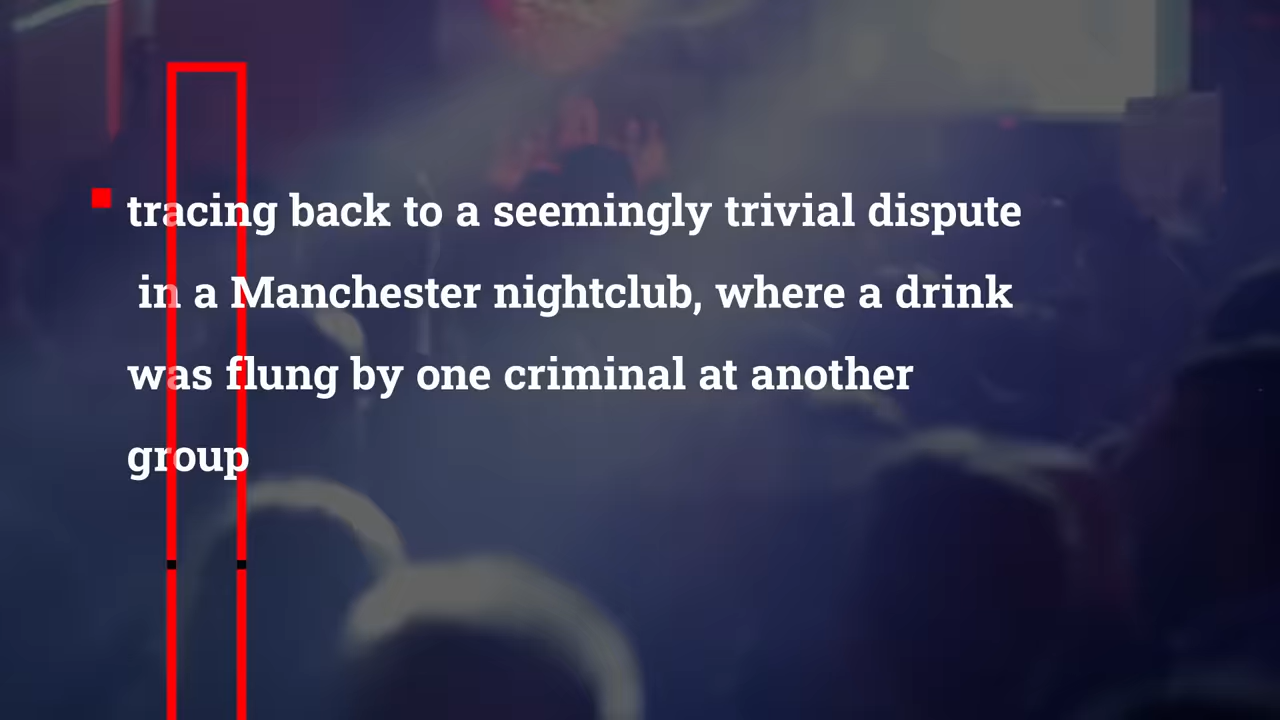 tracing back to a seemingly trivial dispute
in a Manchester nightclub, where a drink
was flung by one criminal at another
group